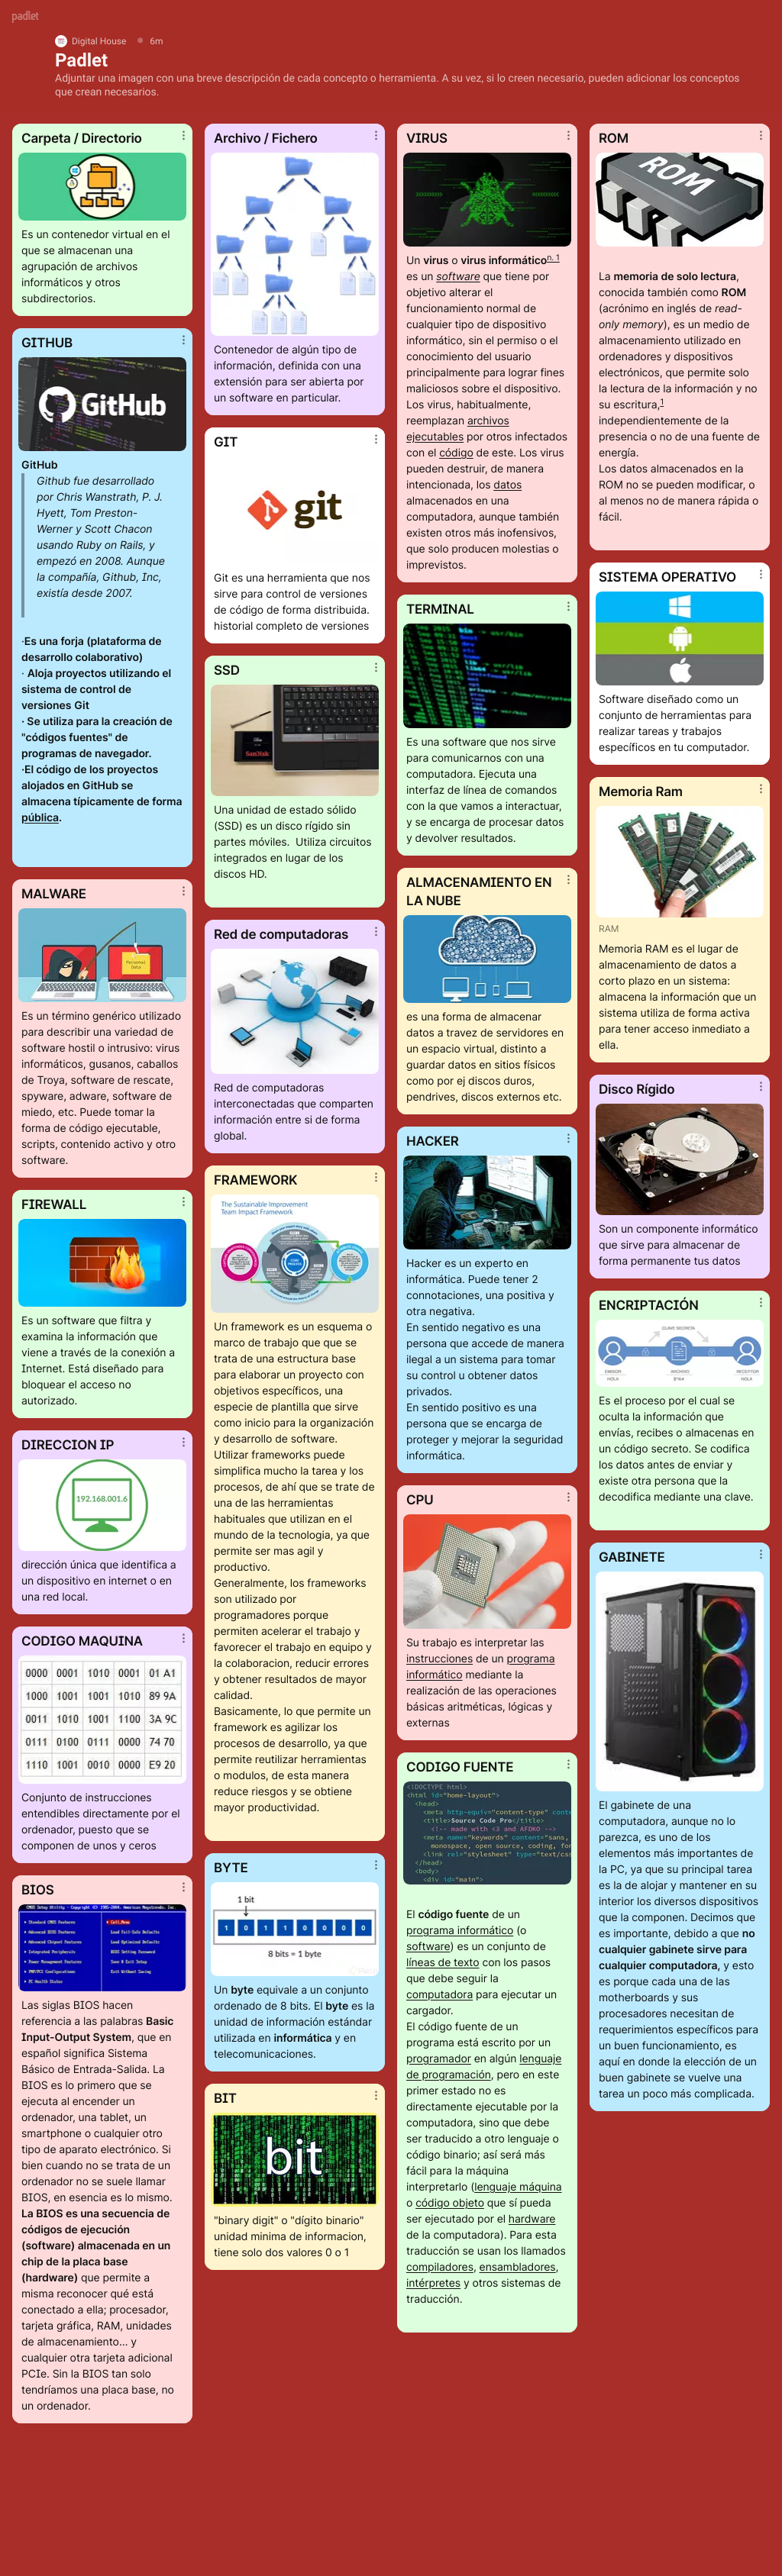 padlet
Digital House
6m
Padlet
Adjuntar una imagen con una breve descripción de cada concepto o herramienta. A su vez, si lo creen necesario, pueden adicionar los conceptos
que crean necesarios.
Carpeta / Directorio
Es un contenedor virtual en el
que se almacenan una
agrupación de archivos
informáticos y otros
subdirectorios.
GITHUB
GitHub
GitHub
Github fue desarrollado
por Chris Wanstrath, P. J.
Hyett, Tom Preston-
Werner y Scott Chacon
usando Ruby on Rails, y
empezó en 2008. Aunque
la compañía, Github, Inc,
existía desde 2007.
·Es una forja (plataforma de
desarrollo colaborativo)
· Aloja proyectos utilizando el
sistema de control de
versiones Git
· Se utiliza para la creación de
"códigos fuentes" de
programas de navegador.
·El código de los proyectos
alojados en GitHub se
almacena típicamente de forma
pública.
MALWARE
Personal
Data
Es un término genérico utilizado
para describir una variedad de
software hostil o intrusivo: virus
informáticos, gusanos, caballos
de Troya, software de rescate,
spyware, adware, software de
miedo, etc. Puede tomar la
forma de código ejecutable,
scripts, contenido activo y otro
software.
FIREWALL
Es un software que filtra y
examina la información que
viene a través de la conexión a
Internet. Está diseñado para
bloquear el acceso no
autorizado.
DIRECCION IP
192.168.001.6
dirección única que identifica a
un dispositivo en internet o en
una red local.
CODIGO MAQUINA
0000 0001 1010 0001 01 A1
1000 1001 1001 1010 89 9A
0011 1010 1001 1100 3A 9C
0111 0100 0111 0000 74 70
1110 1001 0010 0000 E9 20
Conjunto de instrucciones
entendibles directamente por el
ordenador, puesto que se
componen de unos y ceros
BIOS
Las siglas BIOS hacen
referencia a las palabras Basic
Input-Output System, que en
español significa Sistema
Básico de Entrada-Salida. La
BIOS es lo primero que se
ejecuta al encender un
ordenador, una tablet, un
smartphone o cualquier otro
tipo de aparato electrónico. Si
bien cuando no se trata de un
ordenador no se suele llamar
BIOS, en esencia es lo mismo.
La BIOS es una secuencia de
códigos de ejecución
(software) almacenada en un
chip de la placa base
(hardware) que permite a
misma reconocer qué está
conectado a ella; procesador,
tarjeta gráfica, RAM, unidades
de almacenamiento... y
cualquier otra tarjeta adicional
PCIe. Sin la BIOS tan solo
tendríamos una placa base, no
un ordenador.
Archivo / Fichero
Contenedor de algún tipo de
información, definida con una
extensión para ser abierta por
un software en particular.
GIT
git
Git es una herramienta que nos
sirve para control de versiones
de código de forma distribuida.
historial completo de versiones
SSD
SanDisk
Una unidad de estado sólido
(SSD) es un disco rígido sin
partes móviles.  Utiliza circuitos
integrados en lugar de los
discos HD.
Red de computadoras
Red de computadoras
interconectadas que comparten
información entre si de forma
global.
FRAMEWORK
The Sustainable Improvement
Team Impact Framework
Un framework es un esquema o
marco de trabajo que que se
trata de una estructura base
para elaborar un proyecto con
objetivos específicos, una
especie de plantilla que sirve
como inicio para la organización
y desarrollo de software.
Utilizar frameworks puede
simplifica mucho la tarea y los
procesos, de ahí que se trate de
una de las herramientas
habituales que utilizan en el
mundo de la tecnologia, ya que
permite ser mas agil y
productivo.
Generalmente, los frameworks
son utilizado por
programadores porque
permiten acelerar el trabajo y
favorecer el trabajo en equipo y
la colaboracion, reducir errores
y obtener resultados de mayor
calidad.
Basicamente, lo que permite un
framework es agilizar los
procesos de desarrollo, ya que
permite reutilizar herramientas
o modulos, de esta manera
reduce riesgos y se obtiene
mayor productividad.
BYTE
1 bit
1 0 1 1 0 0 0 0
8 bits = 1 byte
Un byte equivale a un conjunto
ordenado de 8 bits. El byte es la
unidad de información estándar
utilizada en informática y en
telecomunicaciones.
BIT
bit
"binary digit" o "dígito binario"
unidad minima de informacion,
tiene solo dos valores 0 o 1
VIRUS
Un virus o virus informático n. 1
es un software que tiene por
objetivo alterar el
funcionamiento normal de
cualquier tipo de dispositivo
informático, sin el permiso o el
conocimiento del usuario
principalmente para lograr fines
maliciosos sobre el dispositivo.
Los virus, habitualmente,
reemplazan archivos
ejecutables por otros infectados
con el código de este. Los virus
pueden destruir, de manera
intencionada, los datos
almacenados en una
computadora, aunque también
existen otros más inofensivos,
que solo producen molestias o
imprevistos.
TERMINAL
Es una software que nos sirve
para comunicarnos con una
computadora. Ejecuta una
interfaz de línea de comandos
con la que vamos a interactuar,
y se encarga de procesar datos
y devolver resultados.
ALMACENAMIENTO EN
LA NUBE
es una forma de almacenar
datos a travez de servidores en
un espacio virtual, distinto a
guardar datos en sitios físicos
como por ej discos duros,
pendrives, discos externos etc.
HACKER
Hacker es un experto en
informática. Puede tener 2
connotaciones, una positiva y
otra negativa.
En sentido negativo es una
persona que accede de manera
ilegal a un sistema para tomar
su control u obtener datos
privados.
En sentido positivo es una
persona que se encarga de
proteger y mejorar la seguridad
informática.
CPU
Su trabajo es interpretar las
instrucciones de un programa
informático mediante la
realización de las operaciones
básicas aritméticas, lógicas y
externas
CODIGO FUENTE
<!DOCTYPE html>
<html id="home-layout">
<head>
<meta http-equiv="content-type" conte
<title>Source Code Pro</title>
<!-- made with <3 and AFDKO -->
<meta name="keywords" content="sans,
monospace, open source, coding, fon
<link rel="stylesheet" type="text/css
</head>
<body>
<div id="main">
El código fuente de un
programa informático (o
software) es un conjunto de
líneas de texto con los pasos
que debe seguir la
computadora para ejecutar un
cargador.
El código fuente de un
programa está escrito por un
programador en algún lenguaje
de programación, pero en este
primer estado no es
directamente ejecutable por la
computadora, sino que debe
ser traducido a otro lenguaje o
código binario; así será más
fácil para la máquina
interpretarlo (lenguaje máquina
o código objeto que sí pueda
ser ejecutado por el hardware
de la computadora). Para esta
traducción se usan los llamados
compiladores, ensambladores,
intérpretes y otros sistemas de
traducción.
ROM
ROM
La memoria de solo lectura,
conocida también como ROM
(acrónimo en inglés de read-
only memory), es un medio de
almacenamiento utilizado en
ordenadores y dispositivos
electrónicos, que permite solo
la lectura de la información y no
su escritura,1
independientemente de la
presencia o no de una fuente de
energía.
Los datos almacenados en la
ROM no se pueden modificar, o
al menos no de manera rápida o
fácil.
SISTEMA OPERATIVO
Software diseñado como un
conjunto de herramientas para
realizar tareas y trabajos
específicos en tu computador.
Memoria Ram
RAM
Memoria RAM es el lugar de
almacenamiento de datos a
corto plazo en un sistema:
almacena la información que un
sistema utiliza de forma activa
para tener acceso inmediato a
ella.
Disco Rígido
Son un componente informático
que sirve para almacenar de
forma permanente tus datos
ENCRIPTACIÓN
CLAVE SECRETA
EMISOR
ARCHIVO
RECEPTOR
HOLA
HOLA
Es el proceso por el cual se
oculta la información que
envías, recibes o almacenas en
un código secreto. Se codifica
los datos antes de enviar y
existe otra persona que la
decodifica mediante una clave.
GABINETE
El gabinete de una
computadora, aunque no lo
parezca, es uno de los
elementos más importantes de
la PC, ya que su principal tarea
es la de alojar y mantener en su
interior los diversos dispositivos
que la componen. Decimos que
es importante, debido a que no
cualquier gabinete sirve para
cualquier computadora, y esto
es porque cada una de las
motherboards y sus
procesadores necesitan de
requerimientos específicos para
un buen funcionamiento, es
aquí en donde la elección de un
buen gabinete se vuelve una
tarea un poco más complicada.